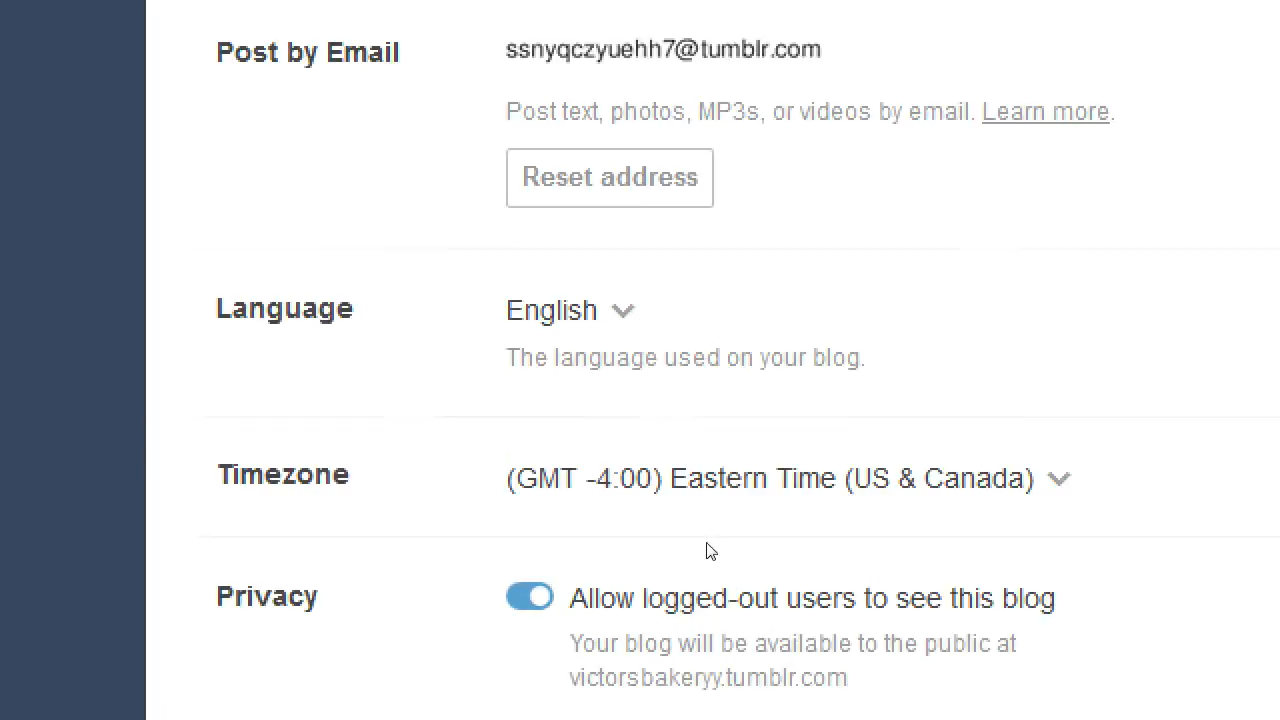 Post by Email
ssnyqczyuehh7@tumblr.com
Post text, photos, MP3s, or videos by email. Learn more.
Reset address
Language
English
The language used on your blog.
Timezone
(GMT -4:00) Eastern Time (US & Canada)
Privacy
Allow logged-out users to see this blog
Your blog will be available to the public at
victorsbakeryy.tumblr.com